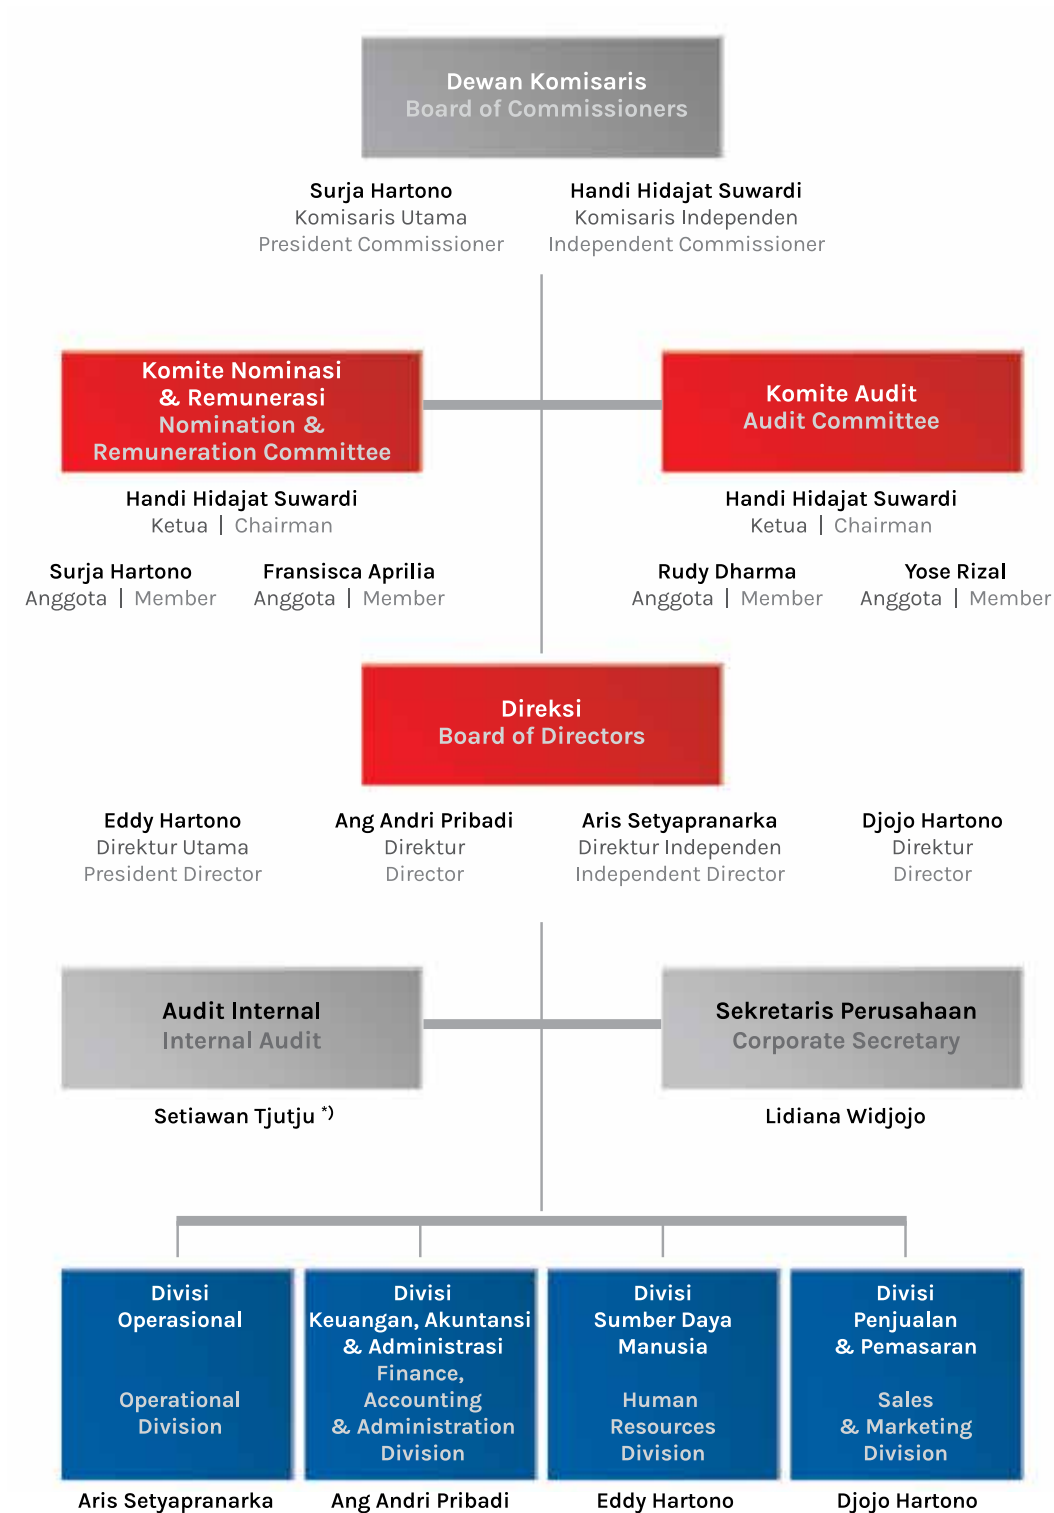 Dewan Komisaris
Board of Commissioners
Surja Hartono
Komisaris Utama
President Commissioner
Handi Hidajat Suwardi
Komisaris Independen
Independent Commissioner
Komite Nominasi
& Remunerasi
Nomination &
Remuneration Committee
Komite Audit
Audit Committee
Handi Hidajat Suwardi
Ketua | Chairman
Surja Hartono
Anggota | Member
Fransisca Aprilia
Anggota | Member
Handi Hidajat Suwardi
Ketua | Chairman
Rudy Dharma
Anggota | Member
Yose Rizal
Anggota | Member
Direksi
Board of Directors
Eddy Hartono
Direktur Utama
President Director
Ang Andri Pribadi
Direktur
Director
Aris Setyapranarka
Direktur Independen
Independent Director
Djojo Hartono
Direktur
Director
Audit Internal
Internal Audit
Setiawan Tjutju *)
Sekretaris Perusahaan
Corporate Secretary
Lidiana Widjojo
Divisi
Operasional
Operational
Division
Aris Setyapranarka
Divisi
Keuangan, Akuntansi
& Administrasi
Finance,
Accounting
& Administration
Division
Ang Andri Pribadi
Divisi
Sumber Daya
Manusia
Human
Resources
Division
Eddy Hartono
Divisi
Penjualan
& Pemasaran
Sales
& Marketing
Division
Djojo Hartono